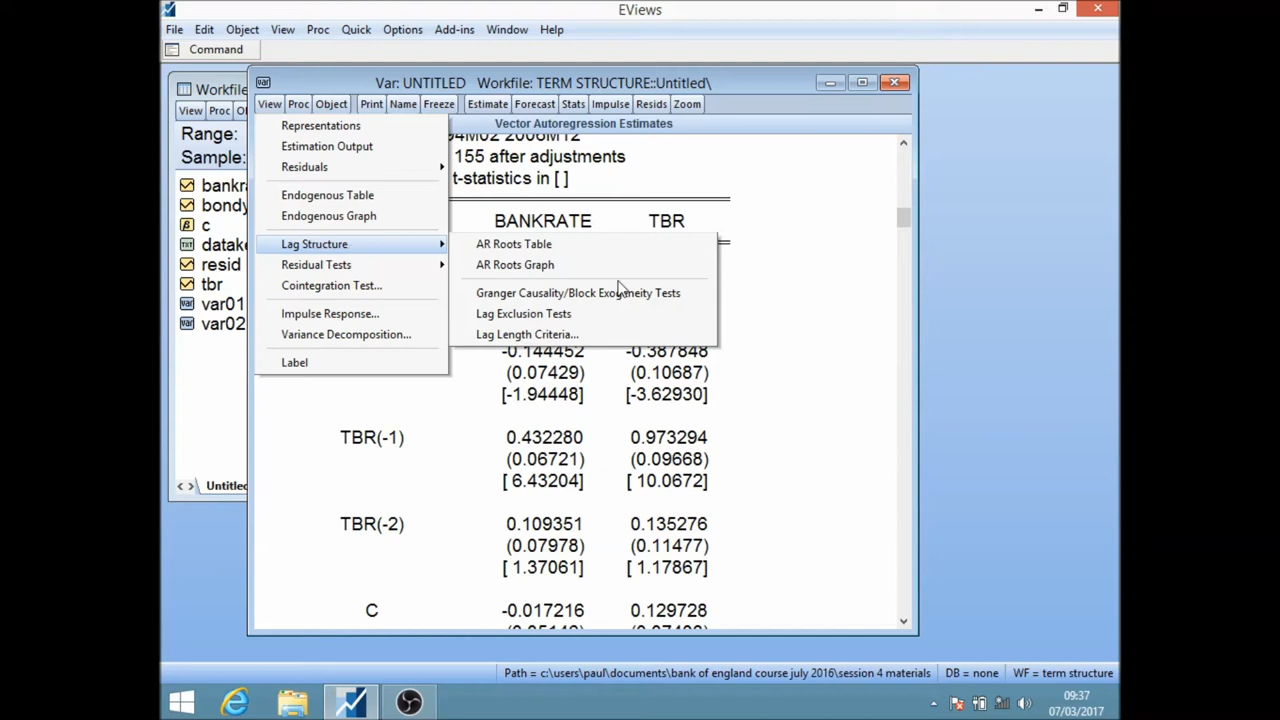 EViews
File Edit Object View Proc Quick Options Add-ins Window Help
Command
Workfile
View Proc
Range:
Sample:
bankra
bondy
c
datake
resid
tbr
var01
var02
Untitled
Var: UNTITLED Workfile: TERM STRUCTURE::Untitled\
View Proc Object Print Name Freeze Estimate Forecast Stats Impulse Resids Zoom
Vector Autoregression Estimates
94M02 2006M12
155 after adjustments
t-statistics in [ ]
BANKRATE TBR
Representations
Estimation Output
Residuals
Endogenous Table
Endogenous Graph
Lag Structure
Residual Tests
Cointegration Test...
Impulse Response...
Variance Decomposition...
Label
AR Roots Table
AR Roots Graph
Granger Causality/Block Exogeneity Tests
Lag Exclusion Tests
Lag Length Criteria...
-0.144452 -0.387848
(0.07429) (0.10687)
[-1.94448] [-3.62930]
TBR(-1) 0.432280 0.973294
(0.06721) (0.09668)
[ 6.43204] [ 10.0672]
TBR(-2) 0.109351 0.135276
(0.07978) (0.11477)
[ 1.37061] [ 1.17867]
C -0.017216 0.129728
Path = c:\users\paul\documents\bank of england course july 2016\session 4 materials DB = none WF = term structure
09:37
07/03/2017